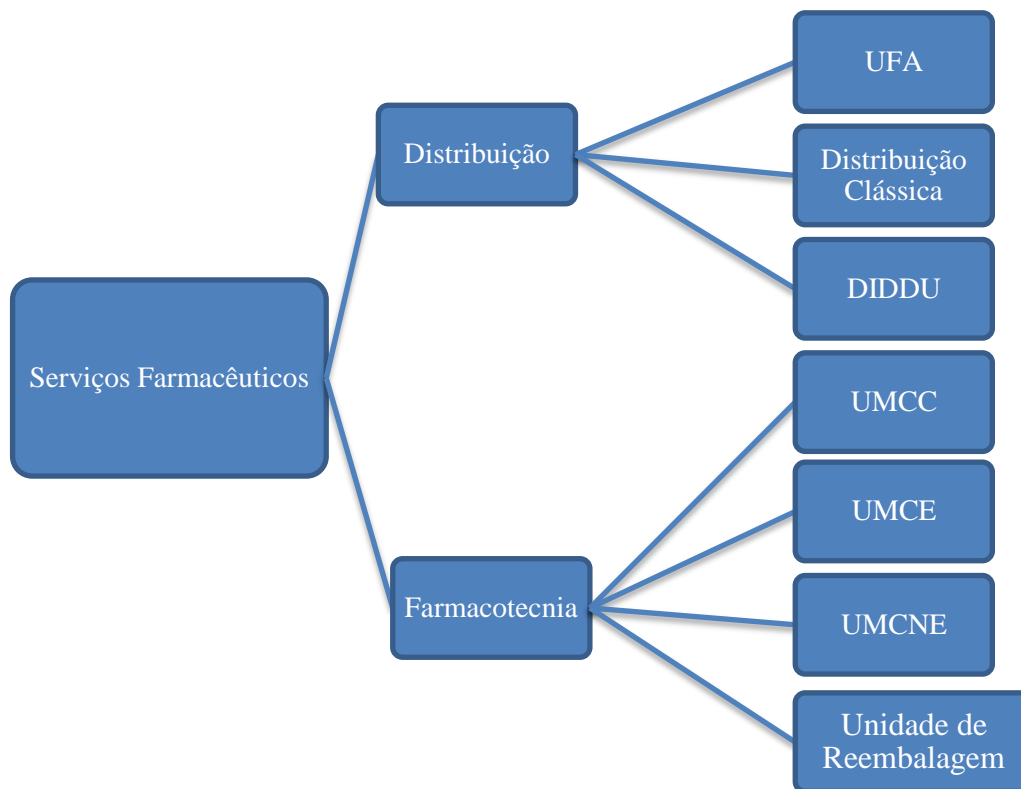 Serviços Farmacêuticos
Distribuição
UFA
Distribuição
Clássica
DIDDU
Farmacotecnia
UMCC
UMCE
UMCNE
Unidade de
Reembalagem